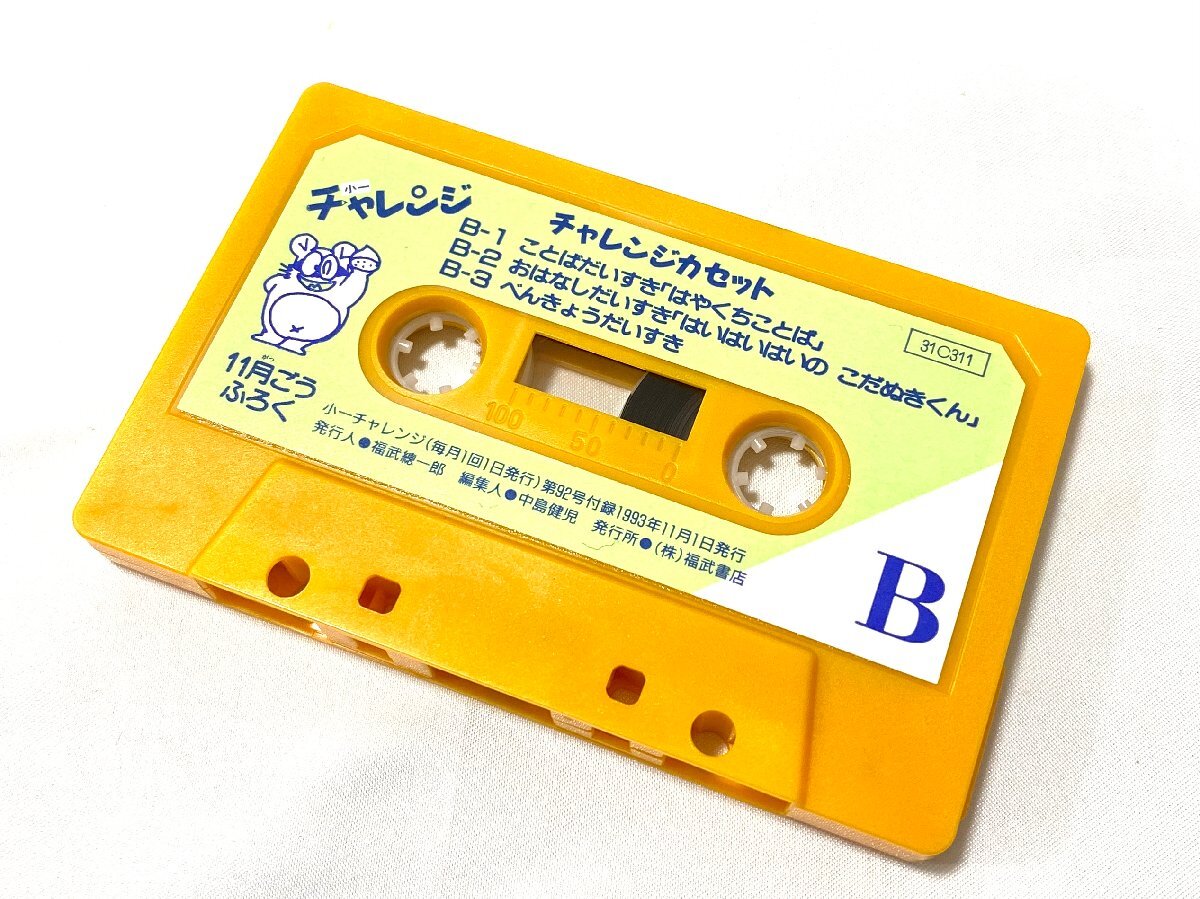 小一
チャレンジ
チャレンジカセット
B-1 ことばだいすき「はやくちことば」
B-2 おはなしだいすき「はいはいはいの こだぬきくん」
B-3 べんきょうだいすき
31C311
がつ
11月ごう
ふろく
100 50 0
小一チャレンジ(毎月1回1日発行)第92号付録1993年11月1日発行
発行人●福武總一郎 編集人●中島健児 発行所●(株)福武書店
B